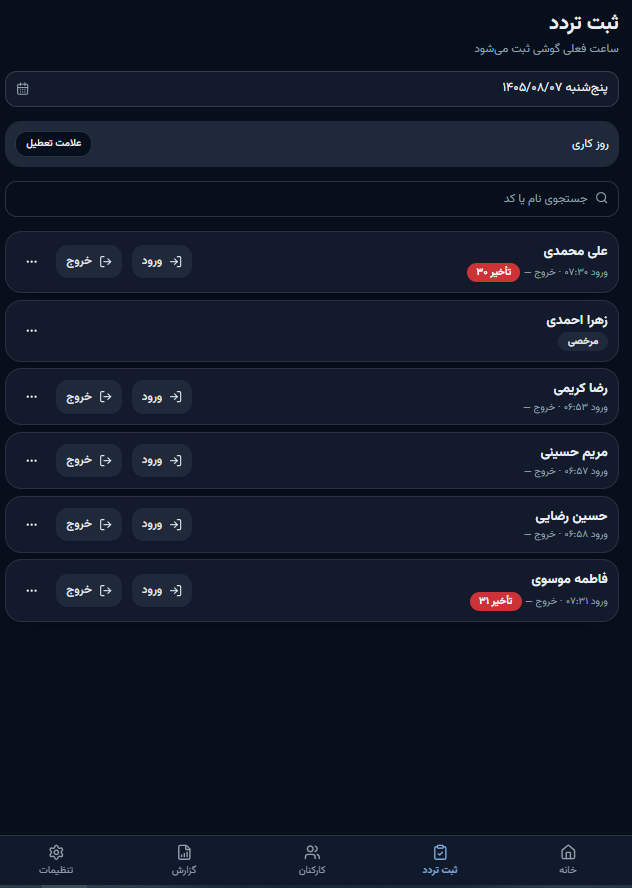 ثبت تردد
ساعت فعلی گوشی ثبت می‌شود
پنج‌شنبه ۱۴۰۵/۰۸/۰۷
روز کاری
علامت تعطیل
جستجوی نام یا کد
علی محمدی
ورود ۰۷:۳۰ · خروج — تأخیر ۳۰
ورود
خروج
زهرا احمدی
مرخصی
رضا کریمی
ورود ۰۶:۵۳ · خروج —
ورود
خروج
مریم حسینی
ورود ۰۶:۵۷ · خروج —
ورود
خروج
حسین رضایی
ورود ۰۶:۵۸ · خروج —
ورود
خروج
فاطمه موسوی
ورود ۰۷:۳۱ · خروج — تأخیر ۳۱
ورود
خروج
خانه
ثبت تردد
کارکنان
گزارش
تنظیمات